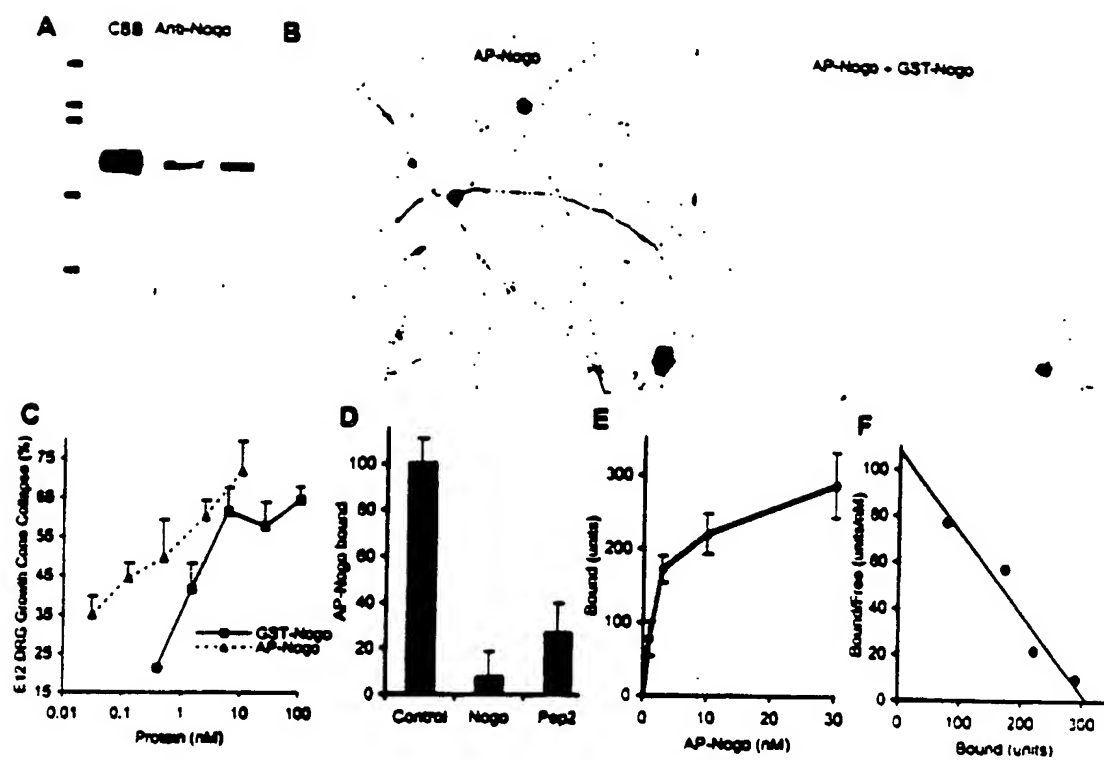 A
CBB Anti-Nogo
B
AP-Nogo
AP-Nogo + GST-Nogo
C
E12 DRG Growth Cone Collapse (%)
75
65
55
45
35
25
15
0.01 0.1 1 10 100
Protein (nM)
GST-Nogo
AP-Nogo
D
AP-Nogo bound
100
80
60
40
20
0
Control Nogo Pep2
E
Bound (units)
300
200
100
0
0 10 20 30
AP-Nogo (nM)
F
Bound/Free (units/nM)
100
80
60
40
20
0
0 100 200 300
Bound (units)